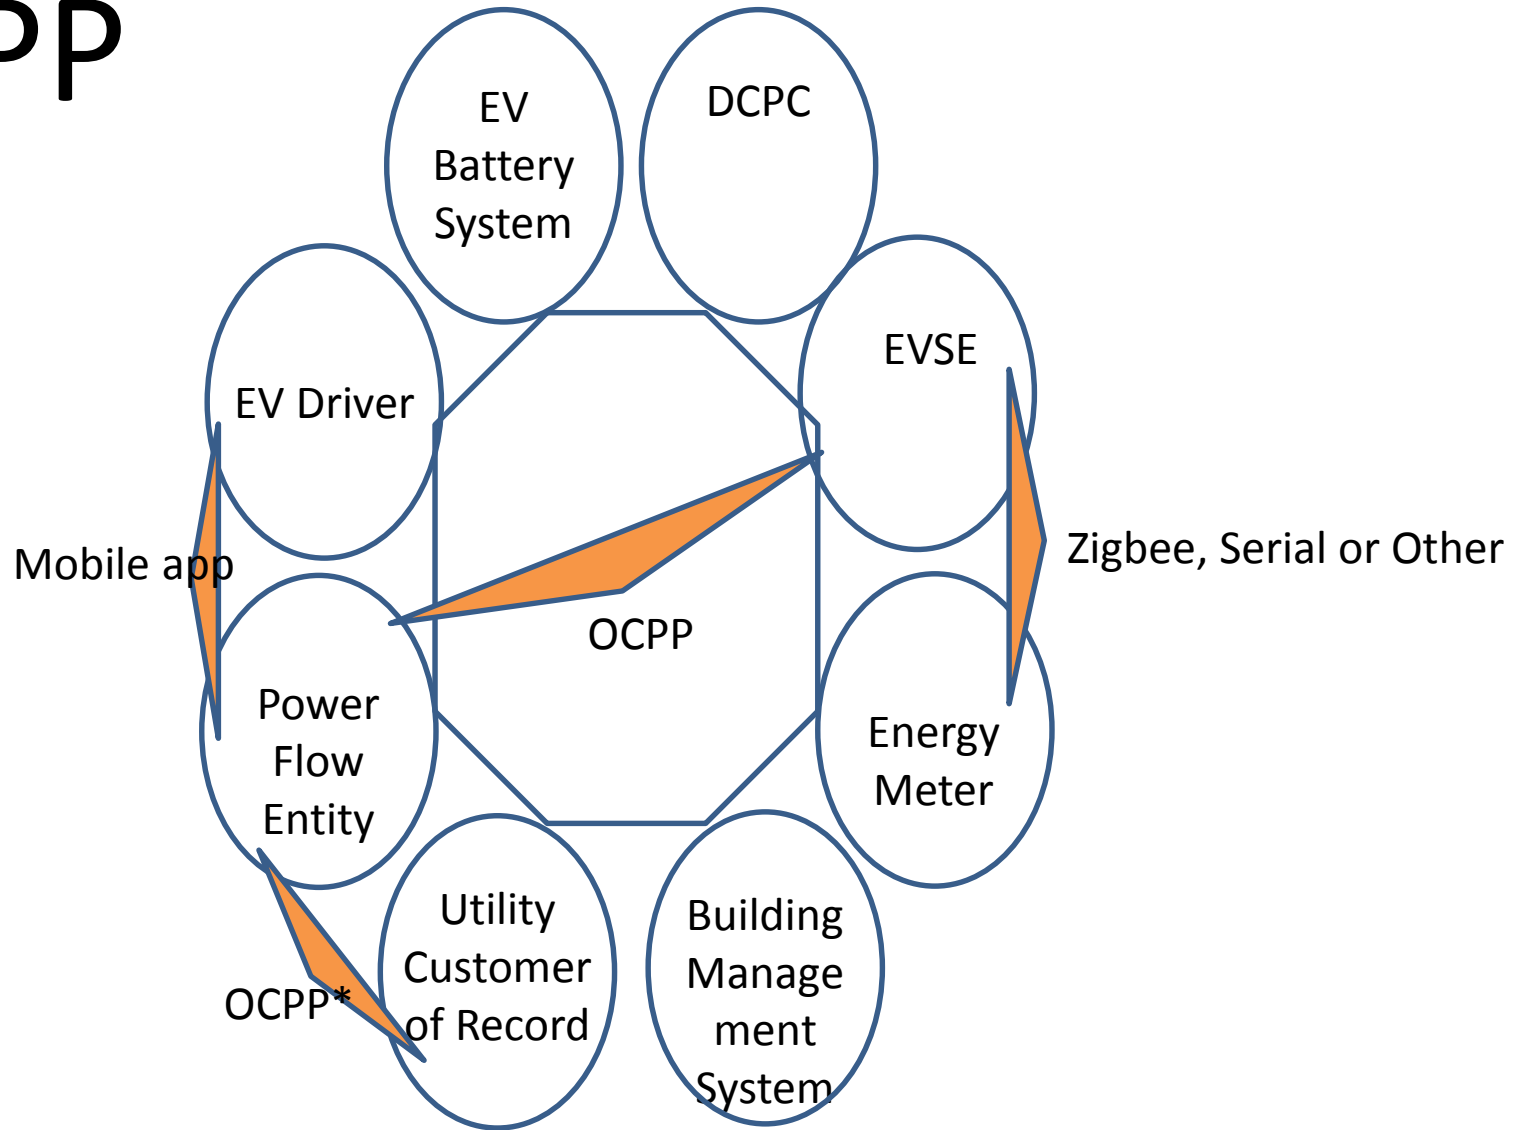 PP
EV
Battery
System
DCPC
EVSE
EV Driver
Mobile app
Zigbee, Serial or Other
OCPP
Power
Flow
Entity
Energy
Meter
Utility
Customer
of Record
Building
Manage
ment
System
OCPP*